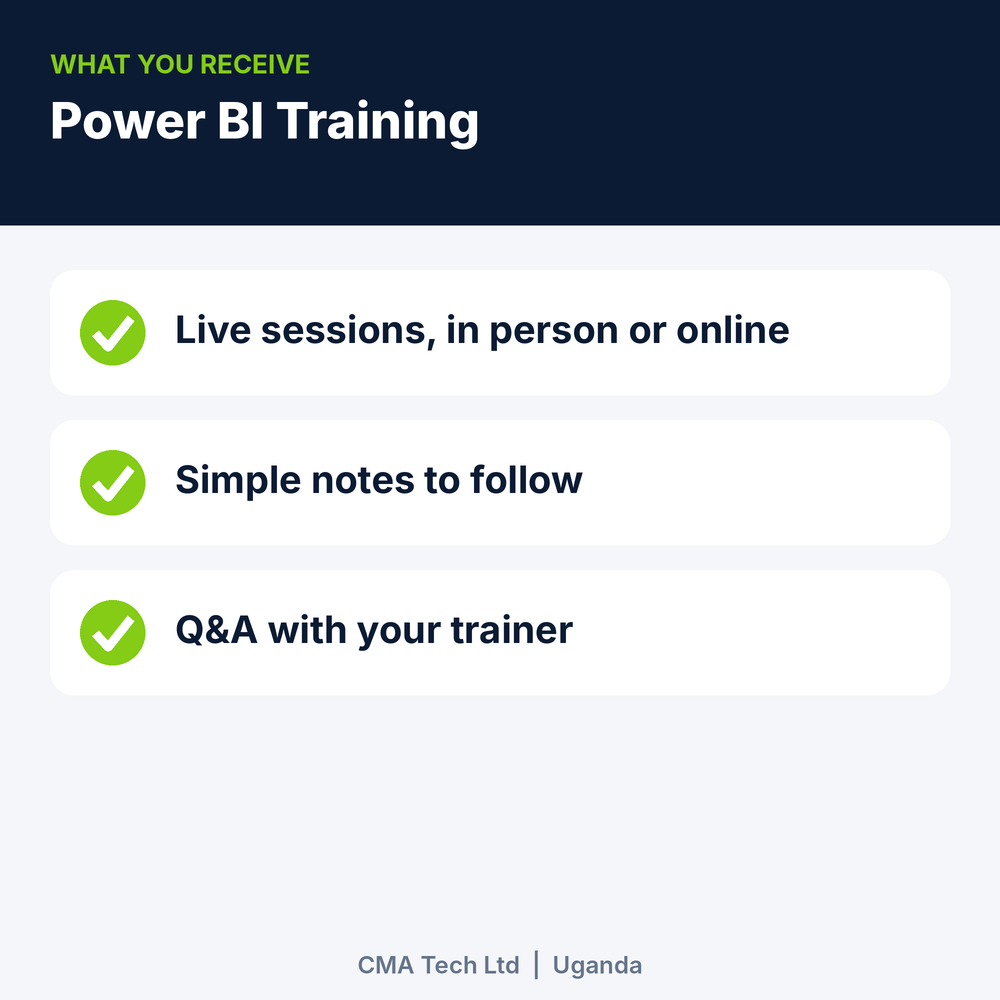 WHAT YOU RECEIVE
Power BI Training
Live sessions, in person or online
Simple notes to follow
Q&A with your trainer
CMA Tech Ltd | Uganda